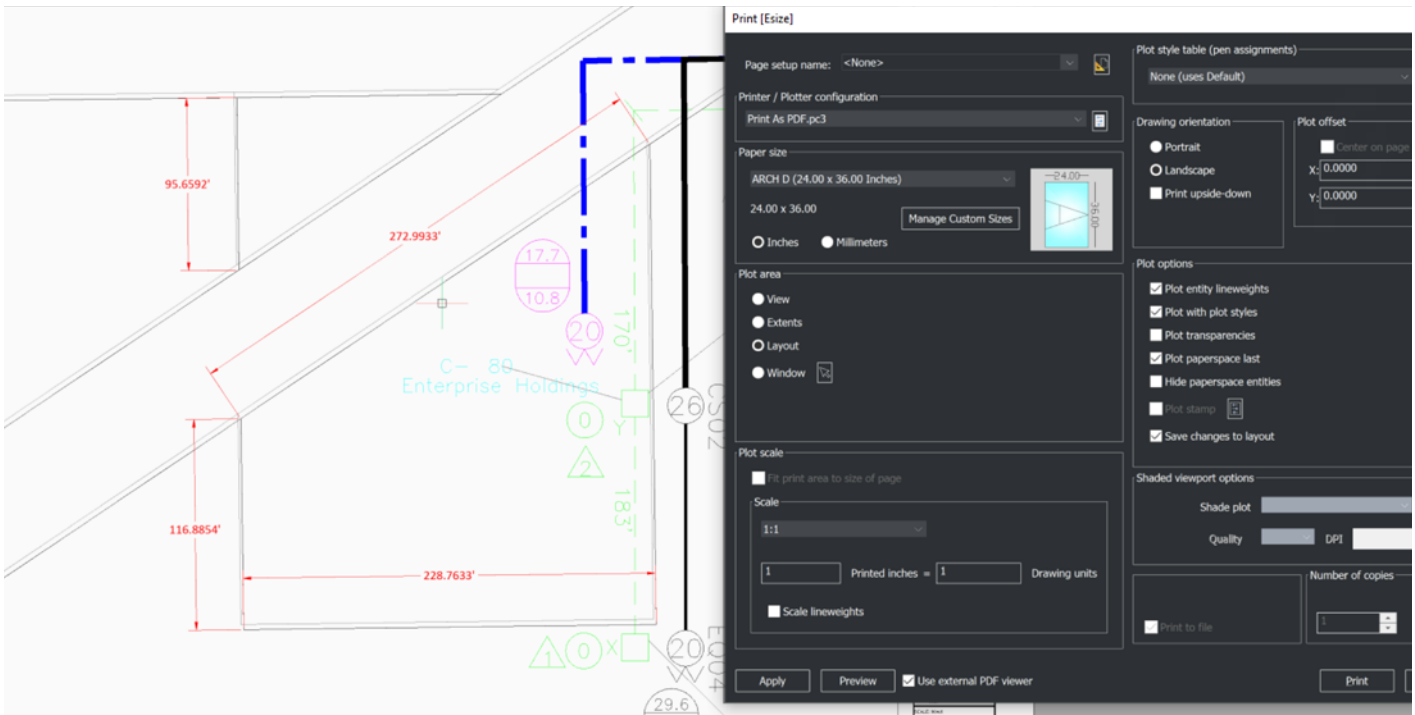 95.6592'
272.9933'
17.7
10.8
20
170'
C- 80
Enterprise Holdings
26
CS02
0
Y
2
183'
116.8854'
228.7633'
1
0
X
20
EQ04
29.6
Print [Esize]
Page setup name: <None>
Printer / Plotter configuration
Print As PDF.pc3
Paper size
ARCH D (24.00 x 36.00 Inches)
24.00 x 36.00
Manage Custom Sizes
24.00
36.00
Inches Millimeters
Plot area
View
Extents
Layout
Window
Plot scale
Fit print area to size of page
Scale
1:1
1 Printed inches = 1 Drawing units
Scale lineweights
Apply Preview Use external PDF viewer
Plot style table (pen assignments)
None (uses Default)
Drawing orientation
Portrait
Landscape
Print upside-down
Plot offset
Center on page
X: 0.0000
Y: 0.0000
Plot options
Plot entity lineweights
Plot with plot styles
Plot transparencies
Plot paperspace last
Hide paperspace entities
Plot stamp
Save changes to layout
Shaded viewport options
Shade plot
Quality DPI
Print to file
Number of copies
1
Print